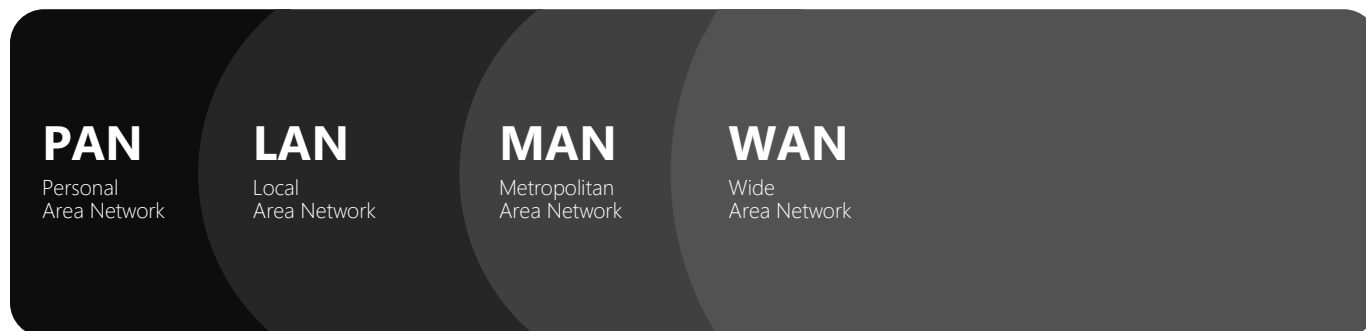 PAN
Personal
Area Network
LAN
Local
Area Network
MAN
Metropolitan
Area Network
WAN
Wide
Area Network